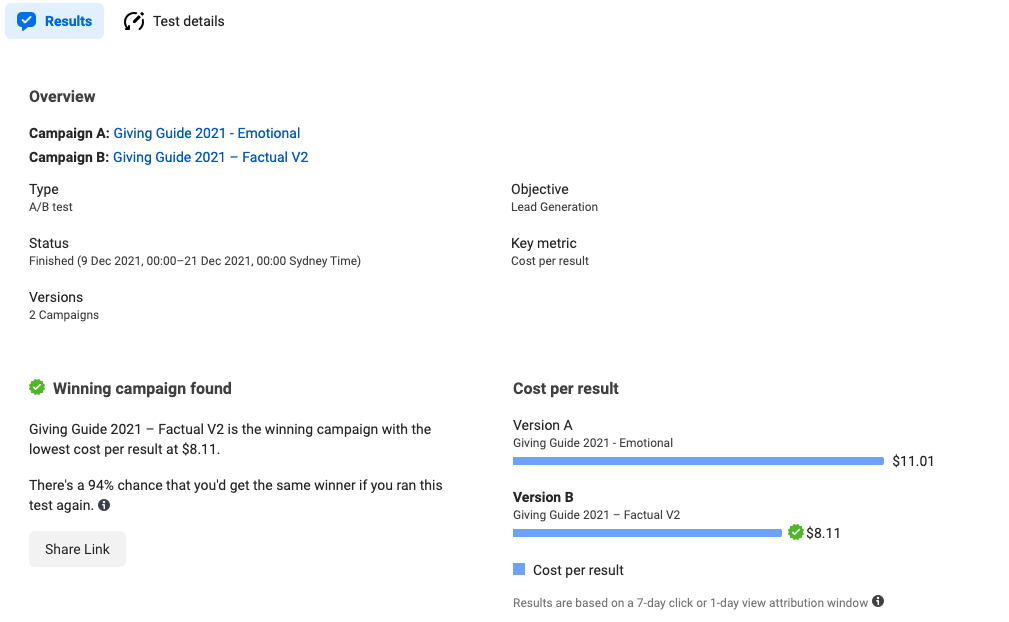 Results
Test details
Overview
Campaign A: Giving Guide 2021 - Emotional
Campaign B: Giving Guide 2021 – Factual V2
Type
A/B test
Objective
Lead Generation
Status
Finished (9 Dec 2021, 00:00–21 Dec 2021, 00:00 Sydney Time)
Key metric
Cost per result
Versions
2 Campaigns
Winning campaign found
Giving Guide 2021 – Factual V2 is the winning campaign with the
lowest cost per result at $8.11.
There's a 94% chance that you'd get the same winner if you ran this
test again.
Share Link
Cost per result
Version A
Giving Guide 2021 - Emotional
$11.01
Version B
Giving Guide 2021 – Factual V2
$8.11
Cost per result
Results are based on a 7-day click or 1-day view attribution window